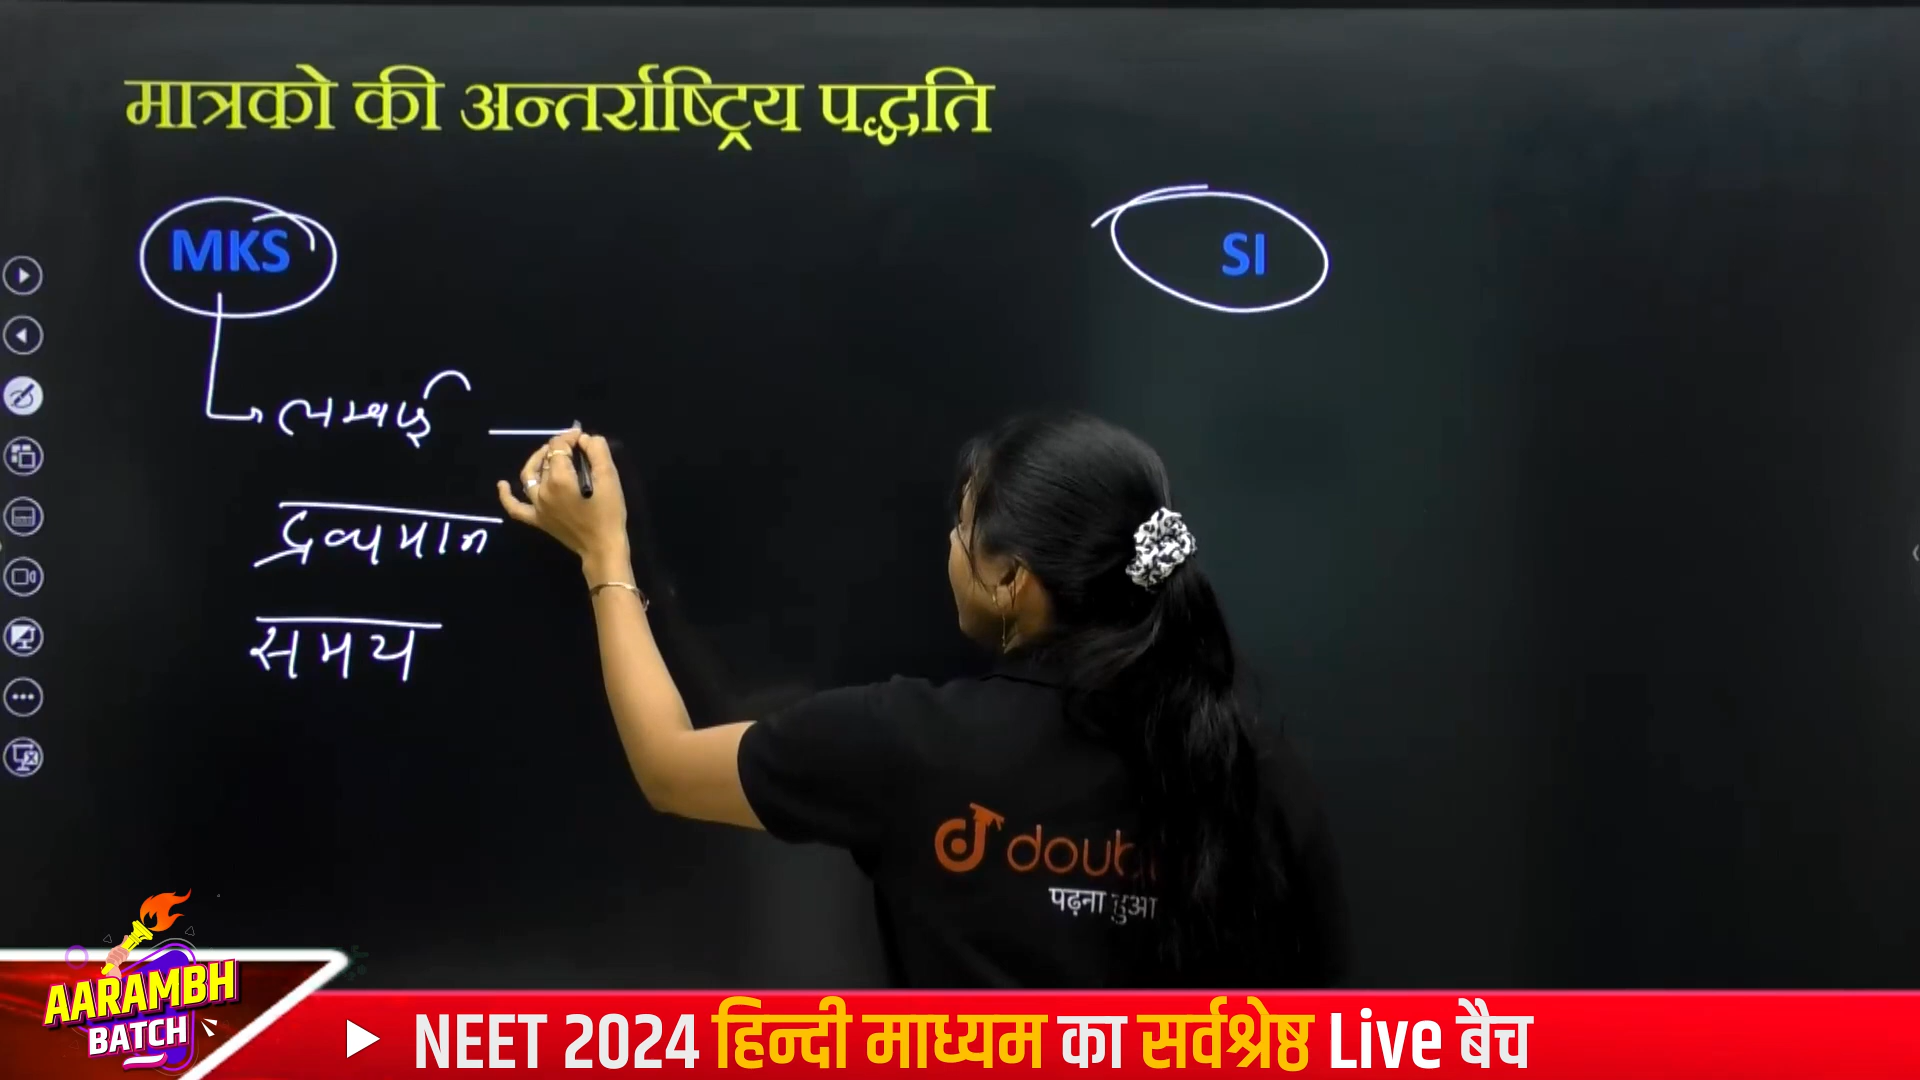 मात्रको की अन्तर्राष्ट्रिय पद्धति
MKS
SI
लम्बाई
द्रव्यमान
समय
doub
पढ़ना हुआ
AARAMBH
BATCH
NEET 2024 हिन्दी माध्यम का सर्वश्रेष्ठ Live बैच